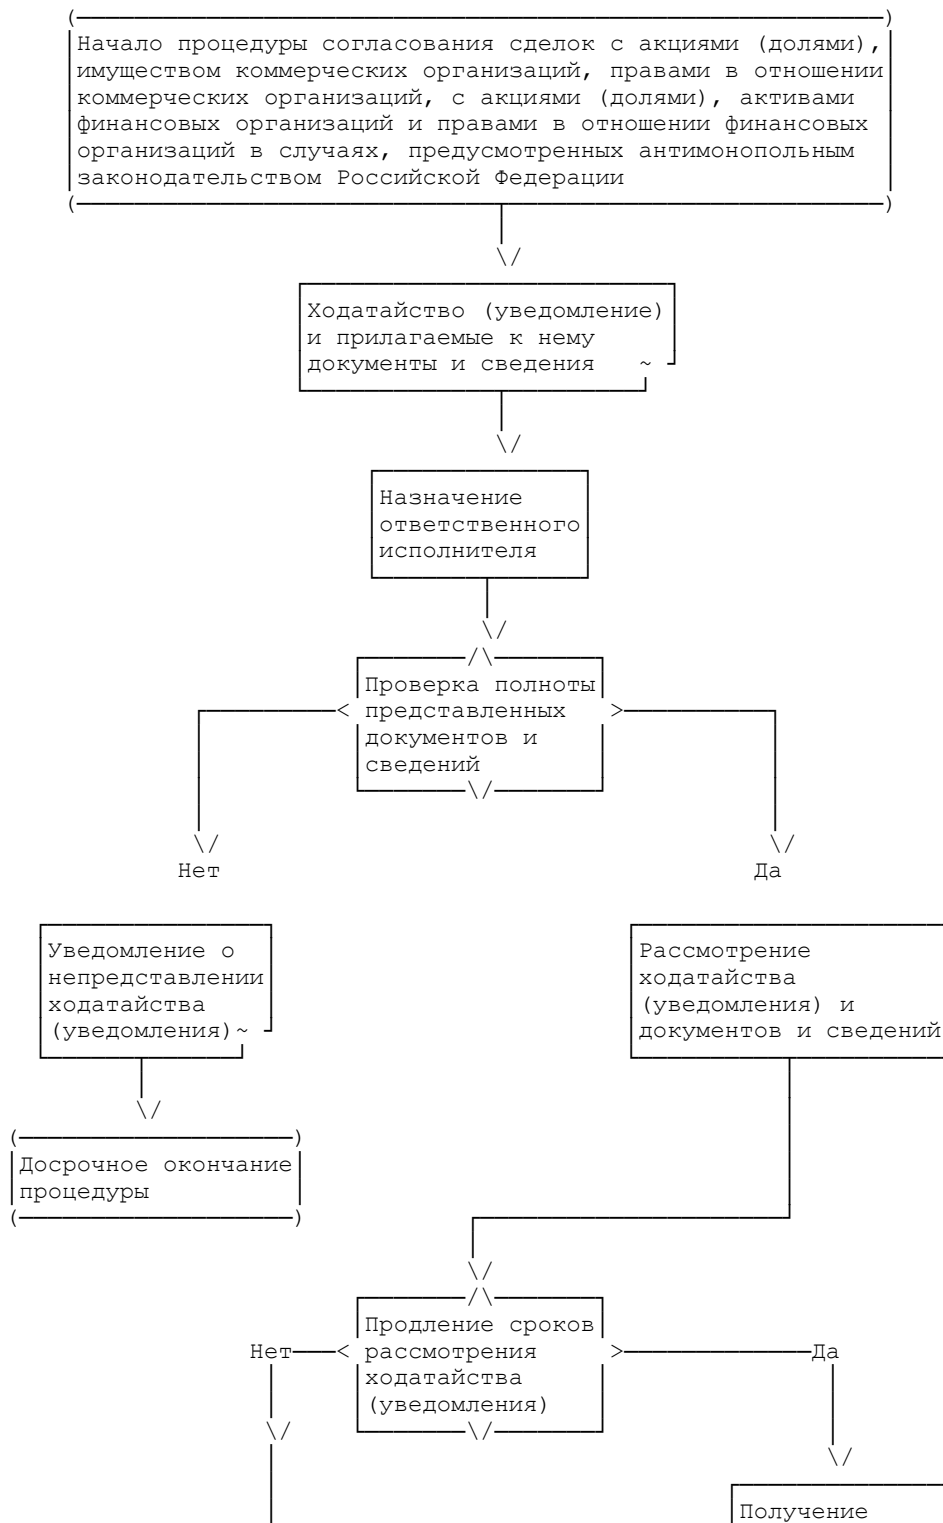 Начало процедуры согласования сделок с акциями (долями),
имуществом коммерческих организаций, правами в отношении
коммерческих организаций, с акциями (долями), активами
финансовых организаций и правами в отношении финансовых
организаций в случаях, предусмотренных антимонопольным
законодательством Российской Федерации
Ходатайство (уведомление)
и прилагаемые к нему
документы и сведения ~
Назначение
ответственного
исполнителя
Проверка полноты
представленных
документов и
сведений
Нет
Да
Уведомление о
непредставлении
ходатайства
(уведомления)~
Рассмотрение
ходатайства
(уведомления) и
документов и сведений
Досрочное окончание
процедуры
Продление сроков
Нет < рассмотрения > Да
ходатайства
(уведомления)
Получение